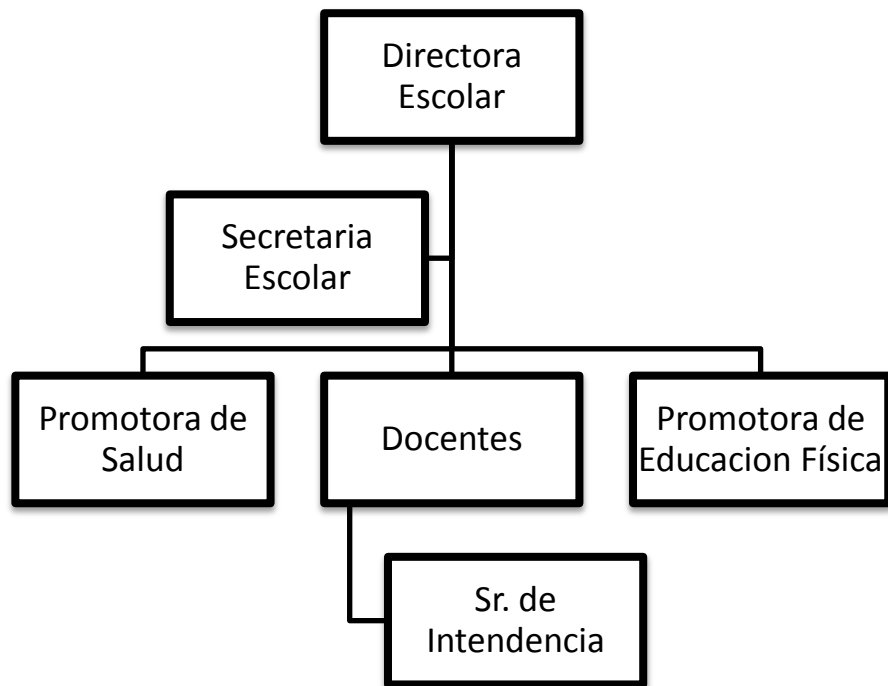 Directora
Escolar
Secretaria
Escolar
Promotora de
Salud
Docentes
Promotora de
Educacion Física
Sr. de
Intendencia